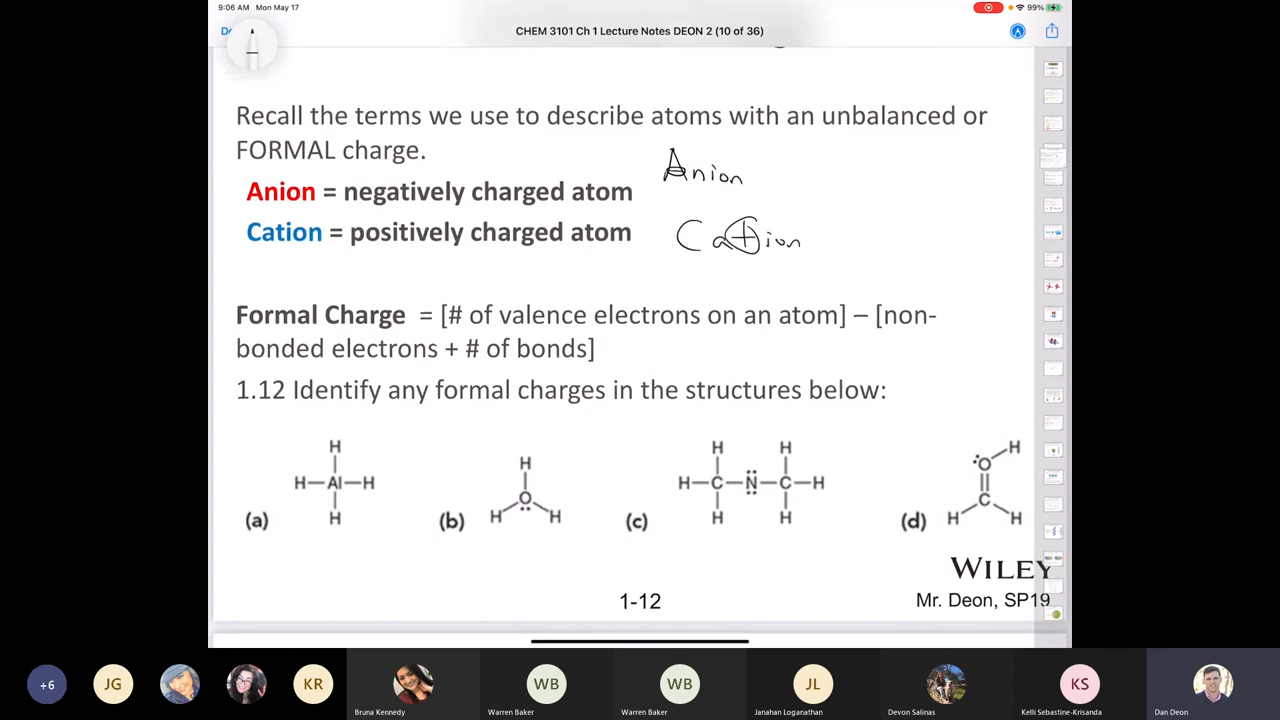 9:06 AM Mon May 17
99%
CHEM 3101 Ch 1 Lecture Notes DEON 2 (10 of 36)
Recall the terms we use to describe atoms with an unbalanced or
FORMAL charge.
Anion = negatively charged atom
Anion
Cation = positively charged atom
Cation
Formal Charge = [# of valence electrons on an atom] – [non-
bonded electrons + # of bonds]
1.12 Identify any formal charges in the structures below:
H H H H
H—Al—H H H—C—N—C—H O
H H O H H H C H
(a) (b) (c) (d) H H
WILEY
1-12
Mr. Deon, SP19
+6 JG KR WB WB JL KS
Bruna Kennedy Warren Baker Warren Baker Janahan Loganathan Devon Salinas Kelli Sebastine-Krisanda Dan Deon